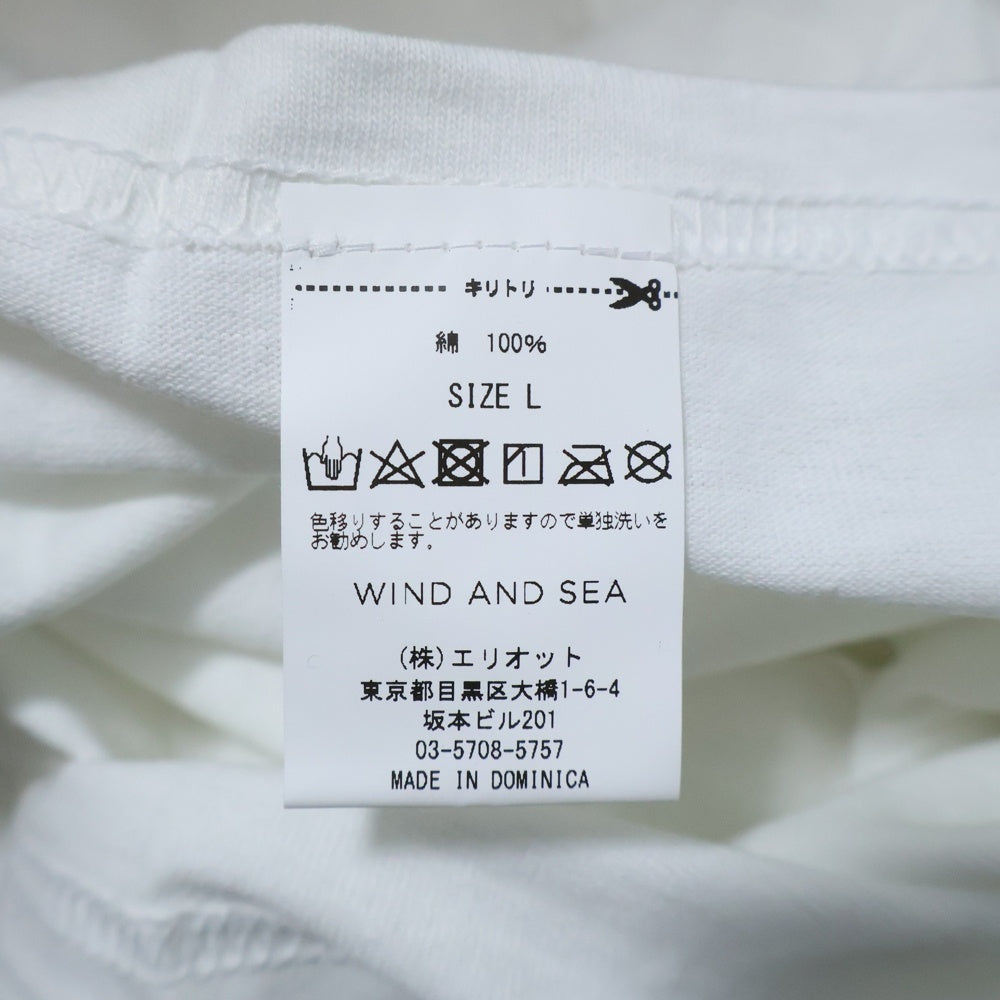 キリトリ
綿 100%
SIZE L
色移りすることがありますので単独洗いを
お勧めします。
WIND AND SEA
(株)エリオット
東京都目黒区大橋1-6-4
坂本ビル201
03-5708-5757
MADE IN DOMINICA